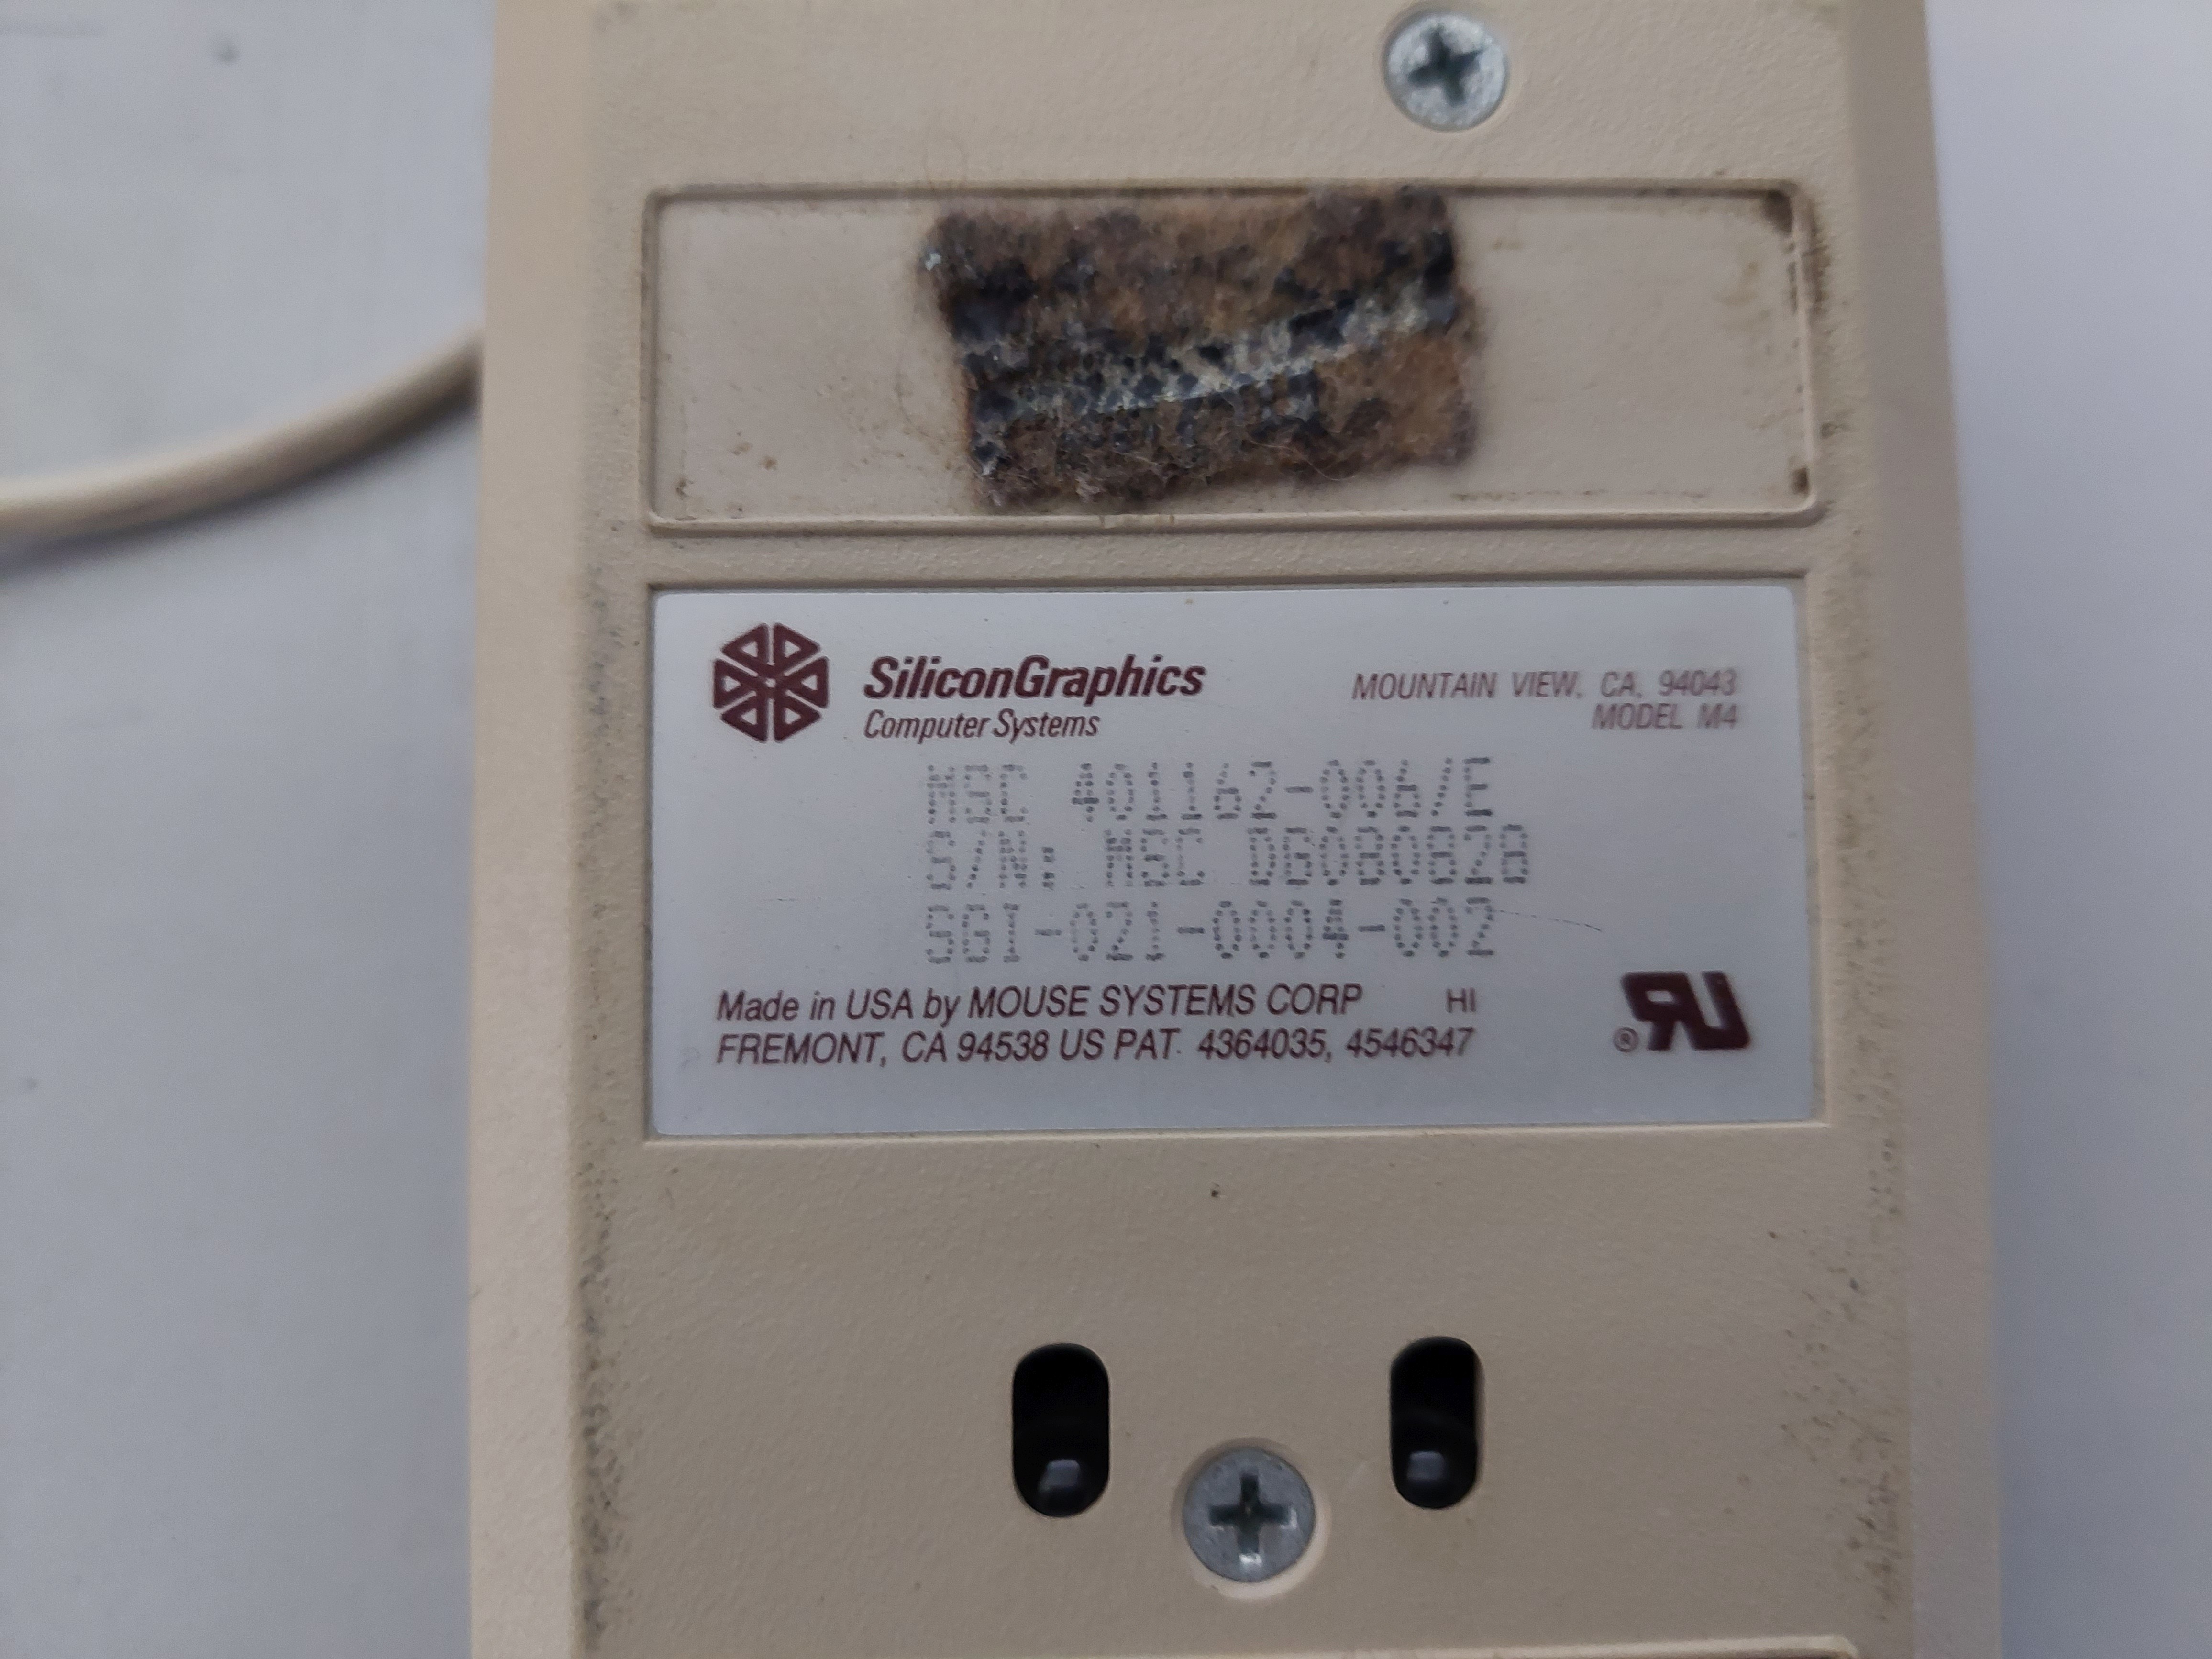 SiliconGraphics
Computer Systems
MOUNTAIN VIEW, CA, 94043
MODEL M4
MSC 401162-006/E
S/N. MSC DG080828
SGI-021-0004-002
Made in USA by MOUSE SYSTEMS CORP HI
FREMONT, CA 94538 US PAT. 4364035, 4546347
®